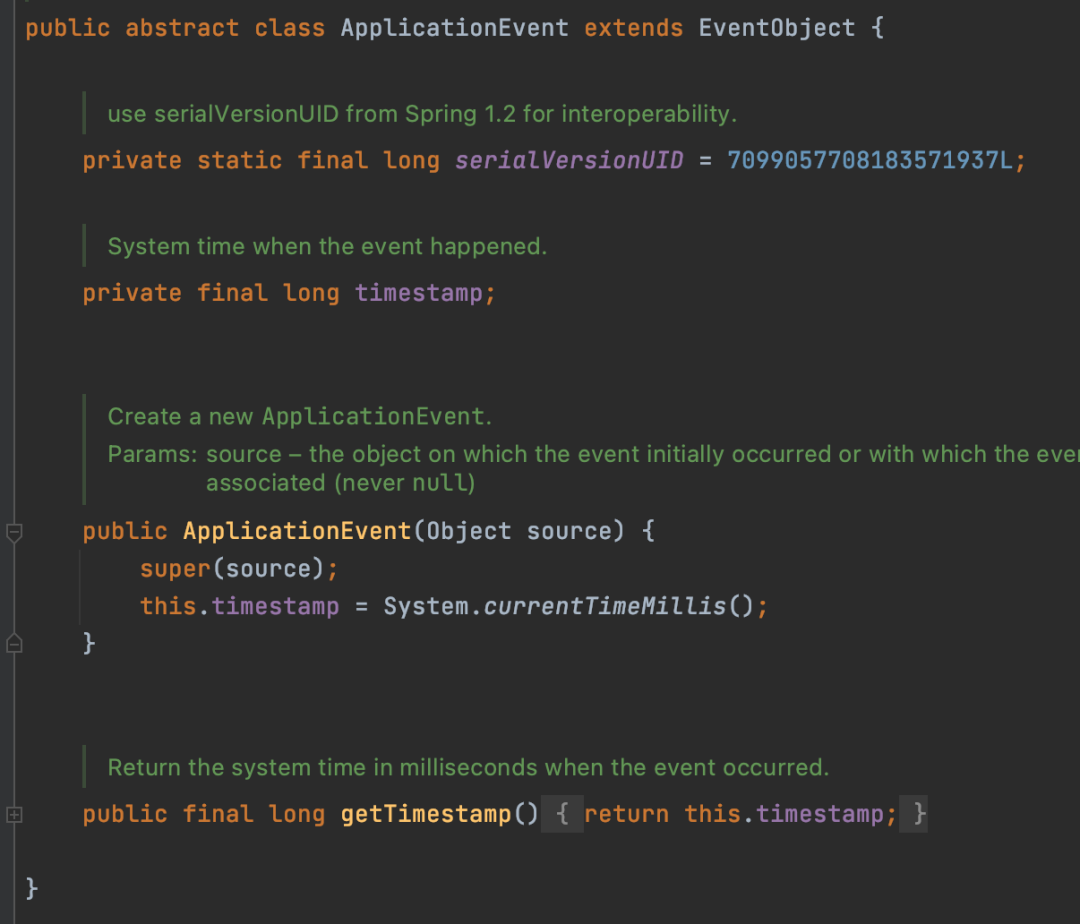 public abstract class ApplicationEvent extends EventObject {
use serialVersionUID from Spring 1.2 for interoperability.
private static final long serialVersionUID = 7099057708183571937L;
System time when the event happened.
private final long timestamp;
Create a new ApplicationEvent.
Params: source – the object on which the event initially occurred or with which the
associated (never null)
public ApplicationEvent(Object source) {
super(source);
this.timestamp = System.currentTimeMillis();
}
Return the system time in milliseconds when the event occurred.
public final long getTimestamp() { return this.timestamp; }
}